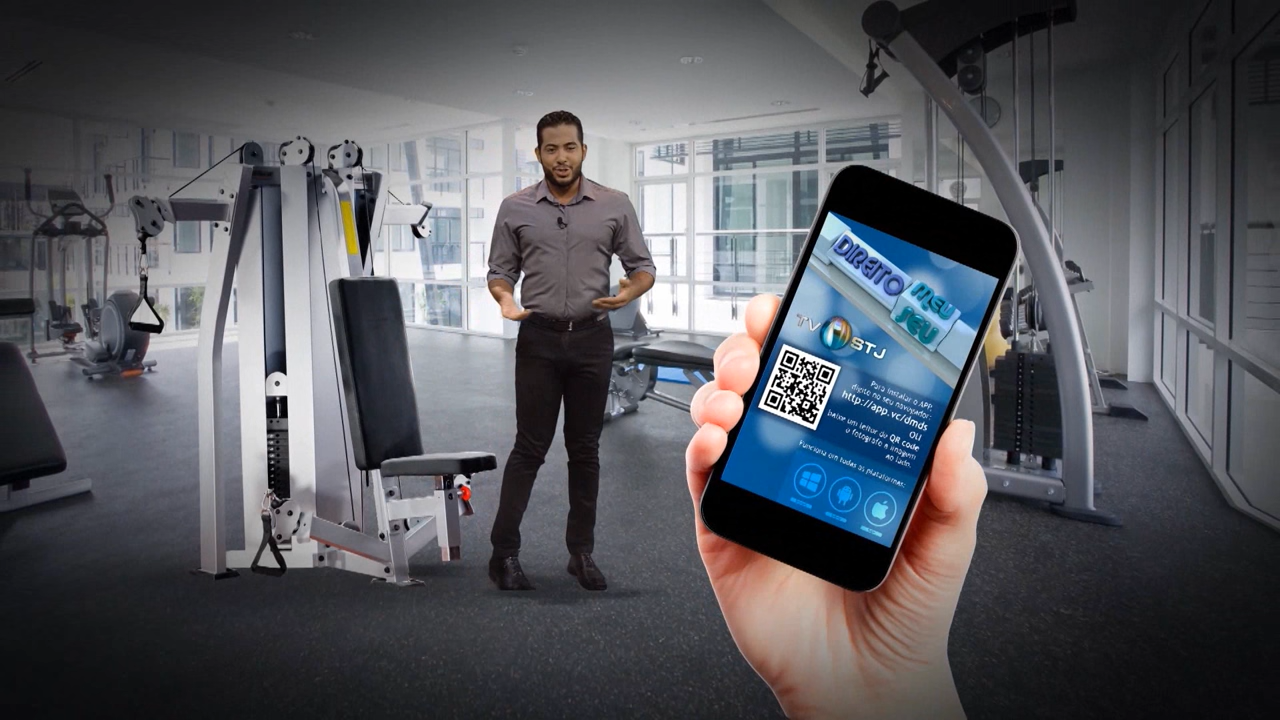 DIREITO
MEU
SEU
TV STJ
Para instalar o APP,
digite no seu navegador:
http://app.vc/dmds
OU
baixe um leitor de QR code
e fotografe a imagem
ao lado.
Funciona em todas as plataformas: